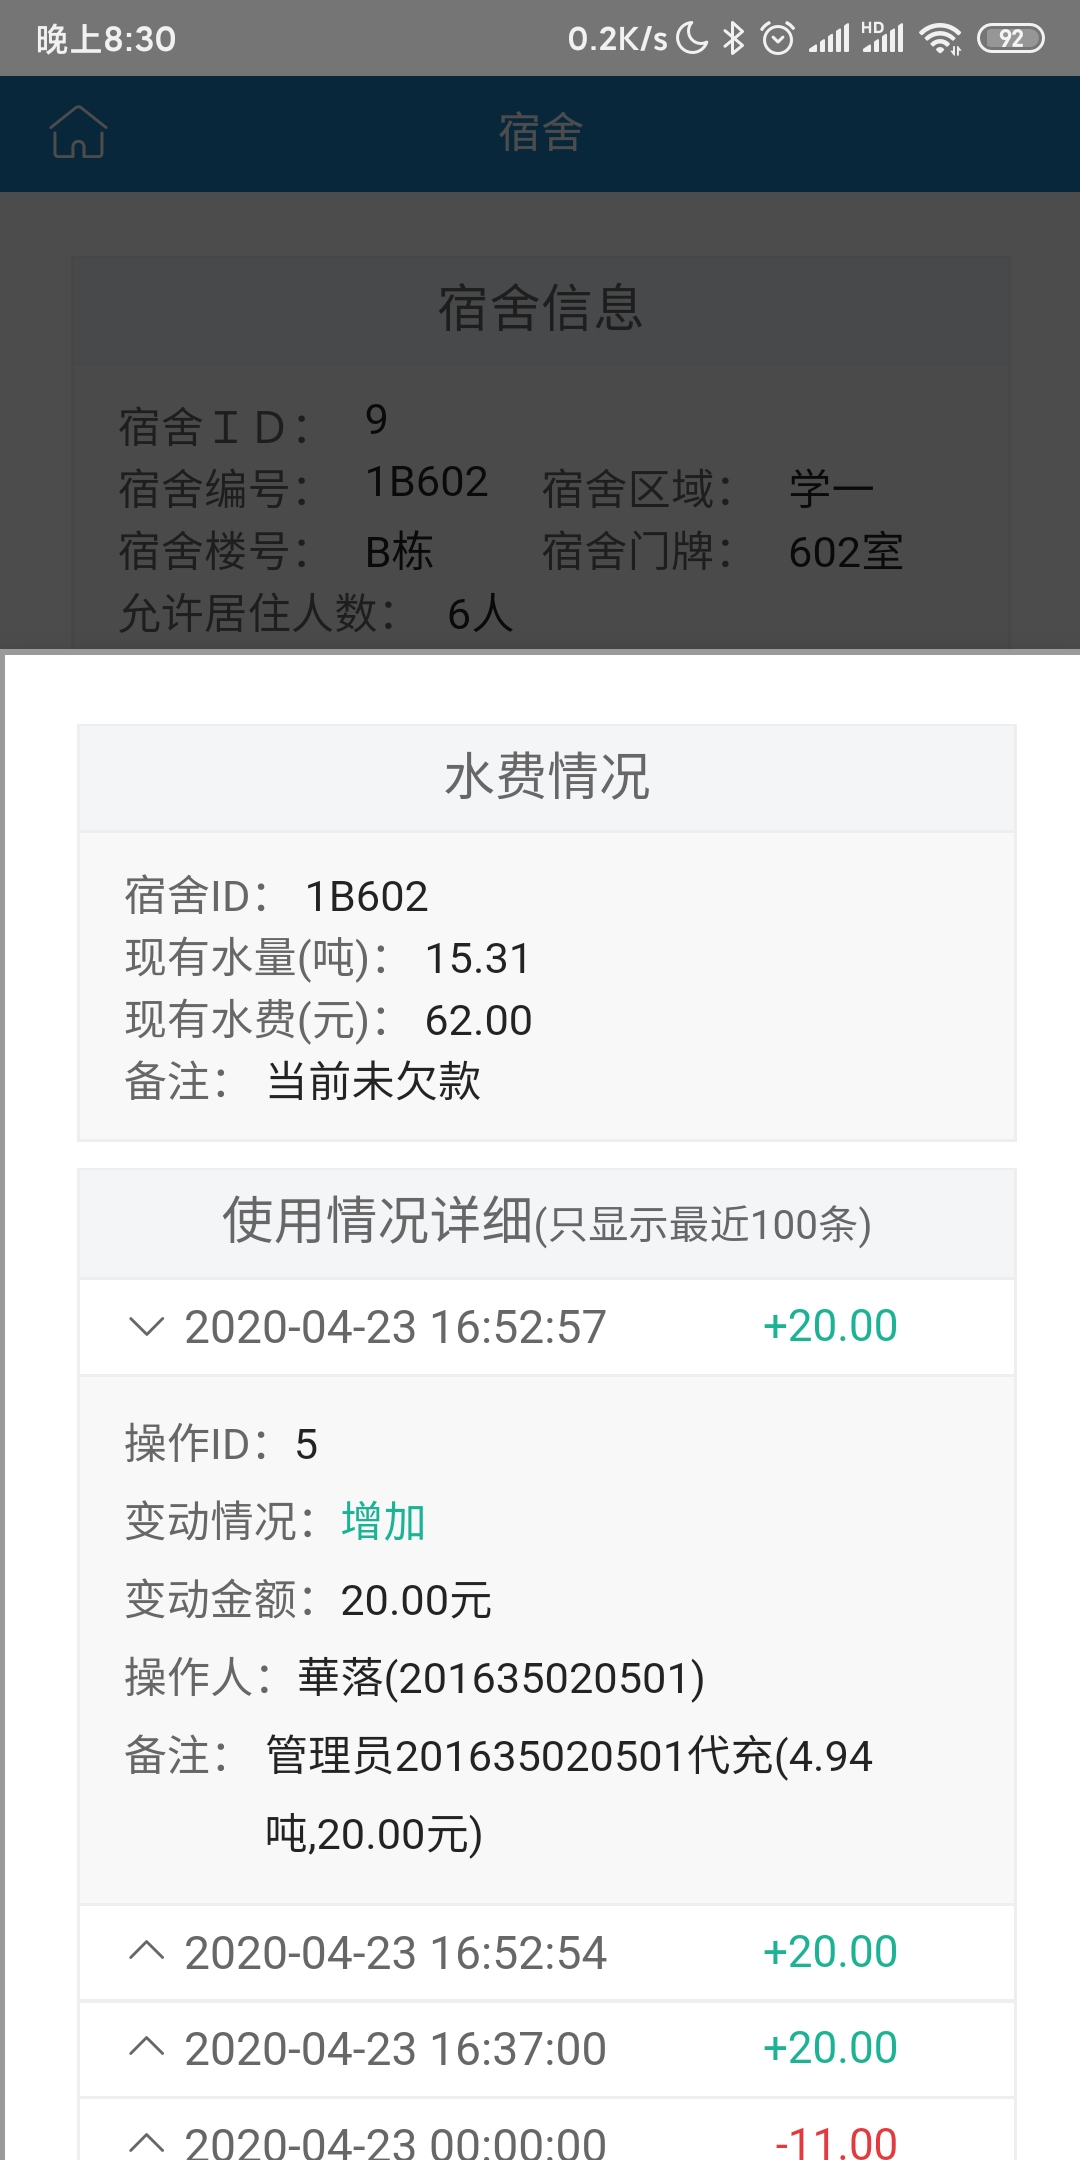 晚上8:30 0.2K/s HD 92
宿舍
宿舍信息
宿舍ＩＤ： 9
宿舍编号： 1B602 宿舍区域： 学一
宿舍楼号： B栋 宿舍门牌： 602室
允许居住人数： 6人
水费情况
宿舍ID： 1B602
现有水量(吨)： 15.31
现有水费(元)： 62.00
备注： 当前未欠款
使用情况详细(只显示最近100条)
2020-04-23 16:52:57 +20.00
操作ID：5
变动情况：增加
变动金额：20.00元
操作人：華落(201635020501)
备注： 管理员201635020501代充(4.94
吨,20.00元)
2020-04-23 16:52:54 +20.00
2020-04-23 16:37:00 +20.00
2020-04-23 00:00:00 -11.00